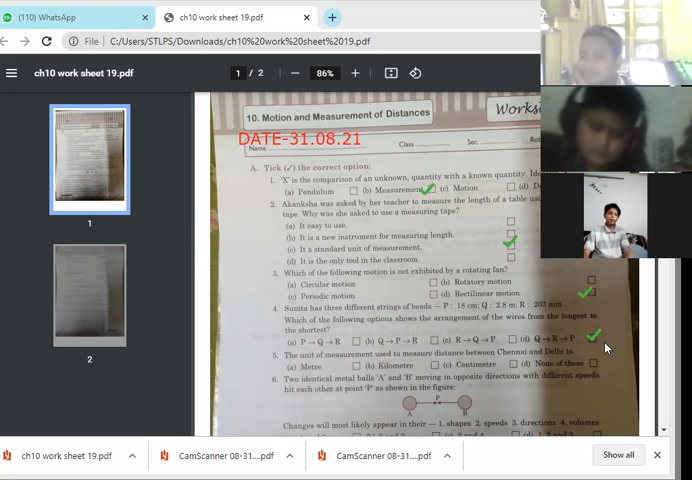 (110) WhatsApp
ch10 work sheet 19.pdf
File C:/Users/STLPS/Downloads/ch10%20work%20sheet%2019.pdf
ch10 work sheet 19.pdf
1 / 2
86%
1
2
10. Motion and Measurement of Distances
DATE-31.08.21
Name
Class
Sec.
A. Tick (✓) the correct option:
1. 'X' is the comparison of an unknown, quantity with a known quantity.
(a) Pendulum (b) Measurement (c) Motion (d)
2. Akanksha was asked by her teacher to measure the length of a table
tape. Why was she asked to use a measuring tape?
(a) It easy to use.
(b) It is a new instrument for measuring length.
(c) It a standard unit of measurement.
(d) It is the only tool in the classroom.
3. Which of the following motion is not exhibited by a rotating fan?
(a) Circular motion (b) Rotatory motion
(c) Periodic motion (d) Rectilinear motion
4. Sunita has three different strings of beads — P : 18 cm; Q : 2.8 m; R : 203 mm
Which of the following options shows the arrangement of the wires from the longest to
the shortest?
(a) P → Q → R (b) Q → P → R (c) R → Q → P (d) Q → R → P
5. The unit of measurement used to measure distance between Chennai and Delhi is:
(a) Metre (b) Kilometre (c) Centimetre (d) None of these
6. Two identical metal balls 'A' and 'B' moving in opposite directions with different speeds
hit each other at point 'P' as shown in the figure:
P
A B
Changes will most likely appear in their — 1. shapes 2. speeds 3. directions 4. volumes
ch10 work sheet 19.pdf
CamScanner 08-31....pdf
CamScanner 08-31....pdf
Show all